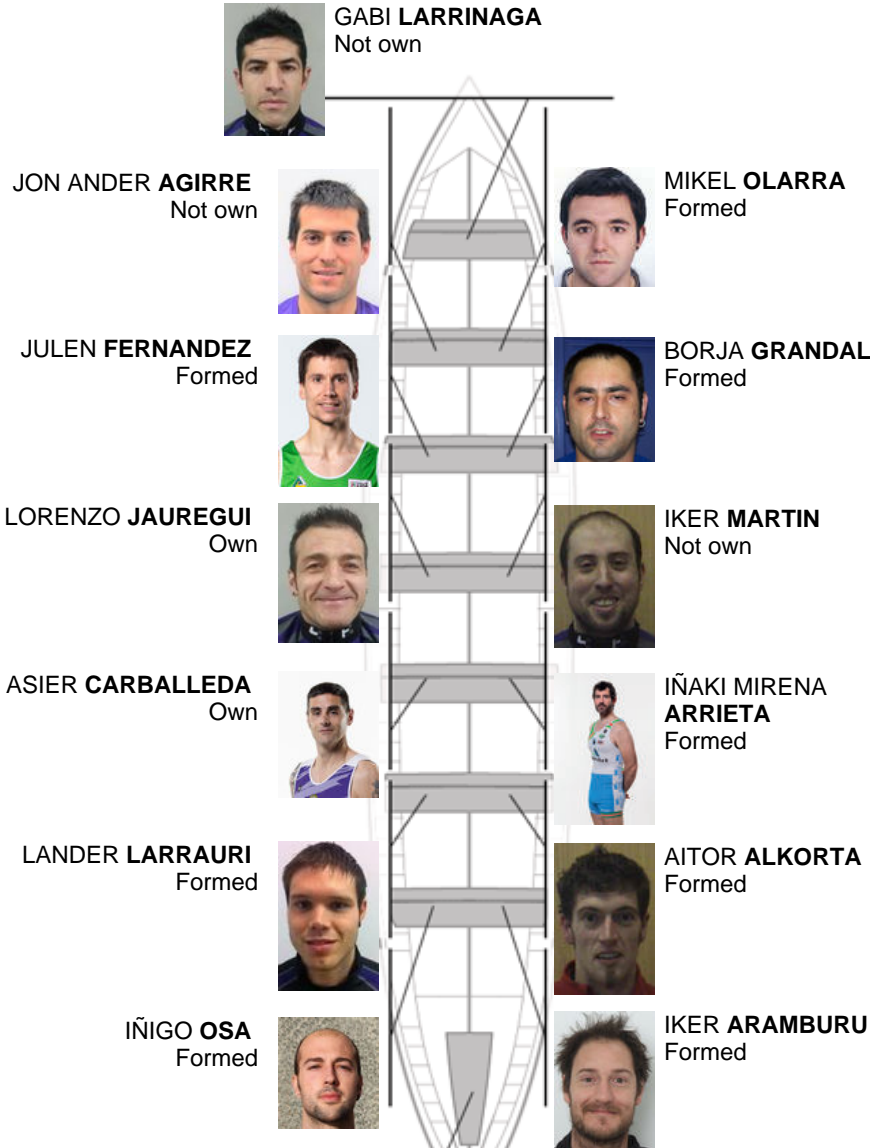 GABI LARRINAGA
Not own
JON ANDER AGIRRE
Not own
MIKEL OLARRA
Formed
JULEN FERNANDEZ
Formed
BORJA GRANDAL
Formed
LORENZO JAUREGUI
Own
IKER MARTIN
Not own
ASIER CARBALLEDA
Own
IÑAKI MIRENA
ARRIETA
Formed
LANDER LARRAURI
Formed
AITOR ALKORTA
Formed
IÑIGO OSA
Formed
IKER ARAMBURU
Formed